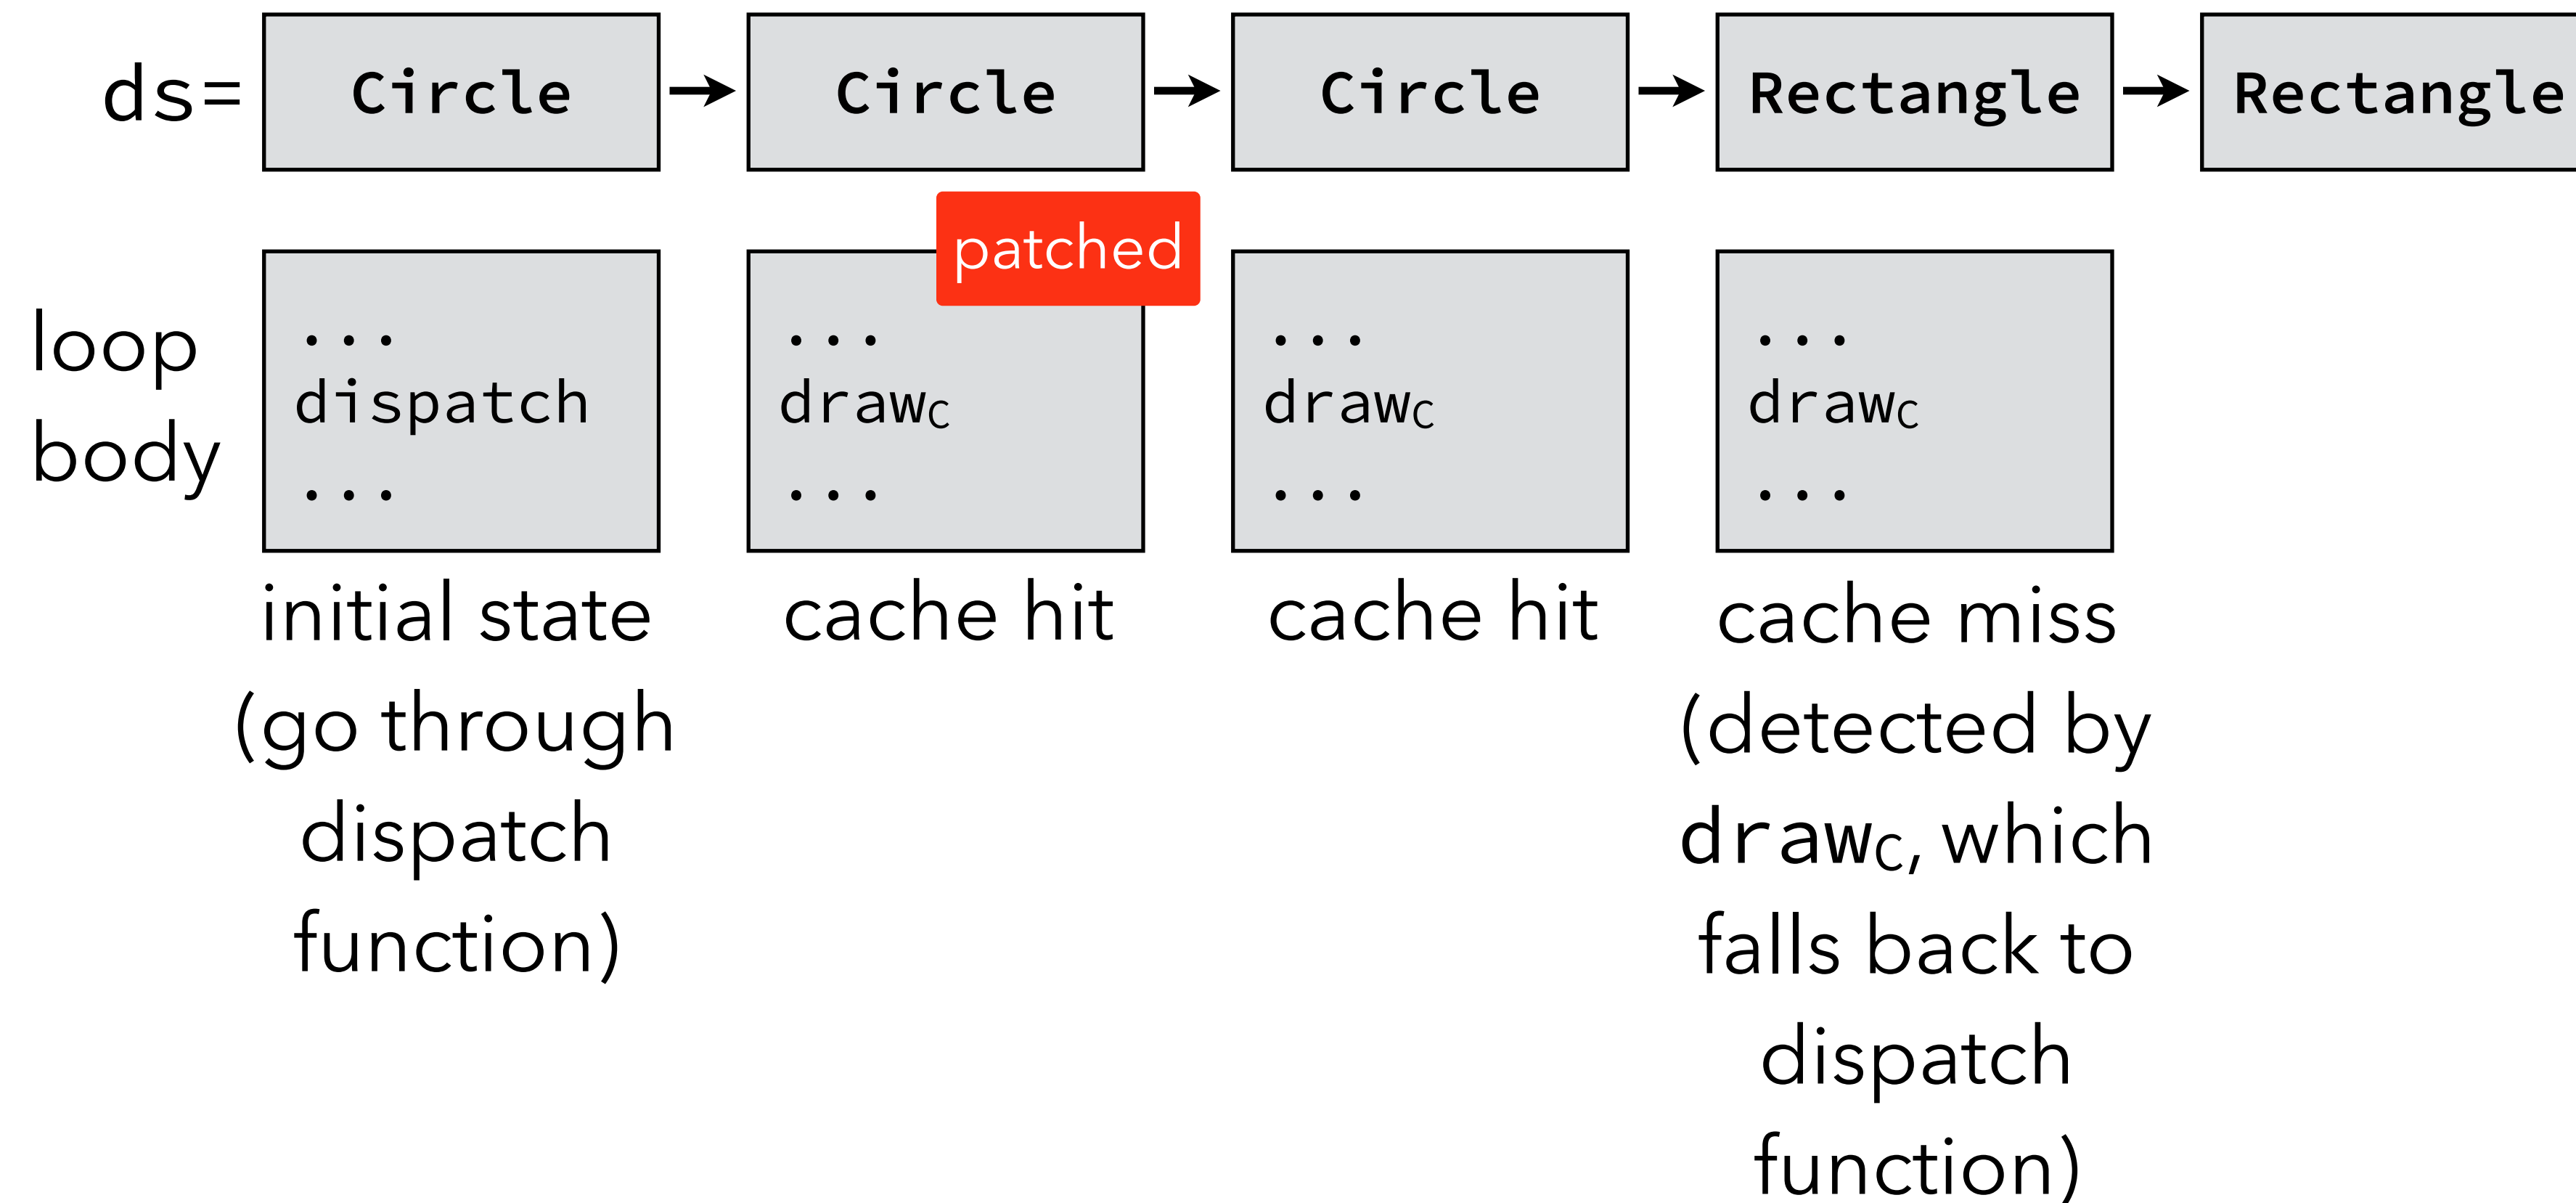 ds= Circle → Circle → Circle → Rectangle → Rectangle
patched
loop
body
...
dispatch
...
...
drawC
...
...
drawC
...
...
drawC
...
initial state
(go through
dispatch
function)
cache hit
cache hit
cache miss
(detected by
drawC, which
falls back to
dispatch
function)